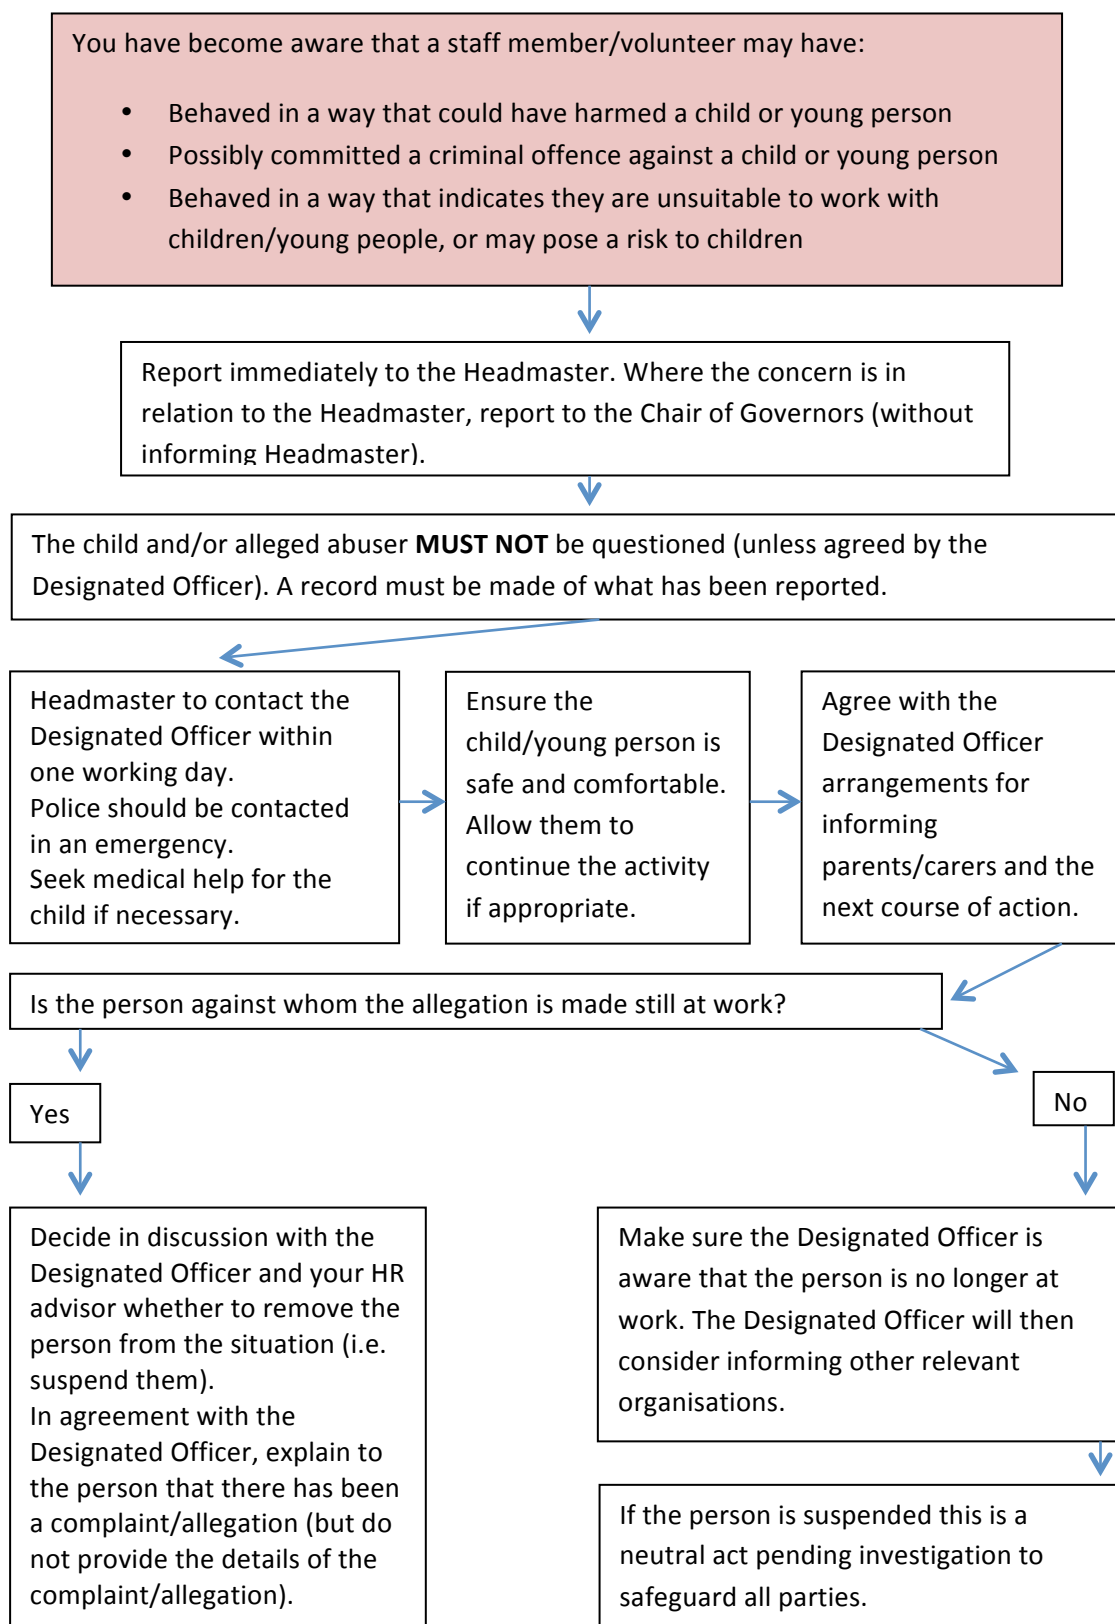 You have become aware that a staff member/volunteer may have:
• Behaved in a way that could have harmed a child or young person
• Possibly committed a criminal offence against a child or young person
• Behaved in a way that indicates they are unsuitable to work with
children/young people, or may pose a risk to children
Report immediately to the Headmaster. Where the concern is in
relation to the Headmaster, report to the Chair of Governors (without
informing Headmaster).
The child and/or alleged abuser MUST NOT be questioned (unless agreed by the
Designated Officer). A record must be made of what has been reported.
Headmaster to contact the
Designated Officer within
one working day.
Police should be contacted
in an emergency.
Seek medical help for the
child if necessary.
Ensure the
child/young person is
safe and comfortable.
Allow them to
continue the activity
if appropriate.
Agree with the
Designated Officer
arrangements for
informing
parents/carers and the
next course of action.
Is the person against whom the allegation is made still at work?
Yes
No
Decide in discussion with the
Designated Officer and your HR
advisor whether to remove the
person from the situation (i.e.
suspend them).
In agreement with the
Designated Officer, explain to
the person that there has been
a complaint/allegation (but do
not provide the details of the
complaint/allegation).
Make sure the Designated Officer is
aware that the person is no longer at
work. The Designated Officer will then
consider informing other relevant
organisations.
If the person is suspended this is a
neutral act pending investigation to
safeguard all parties.